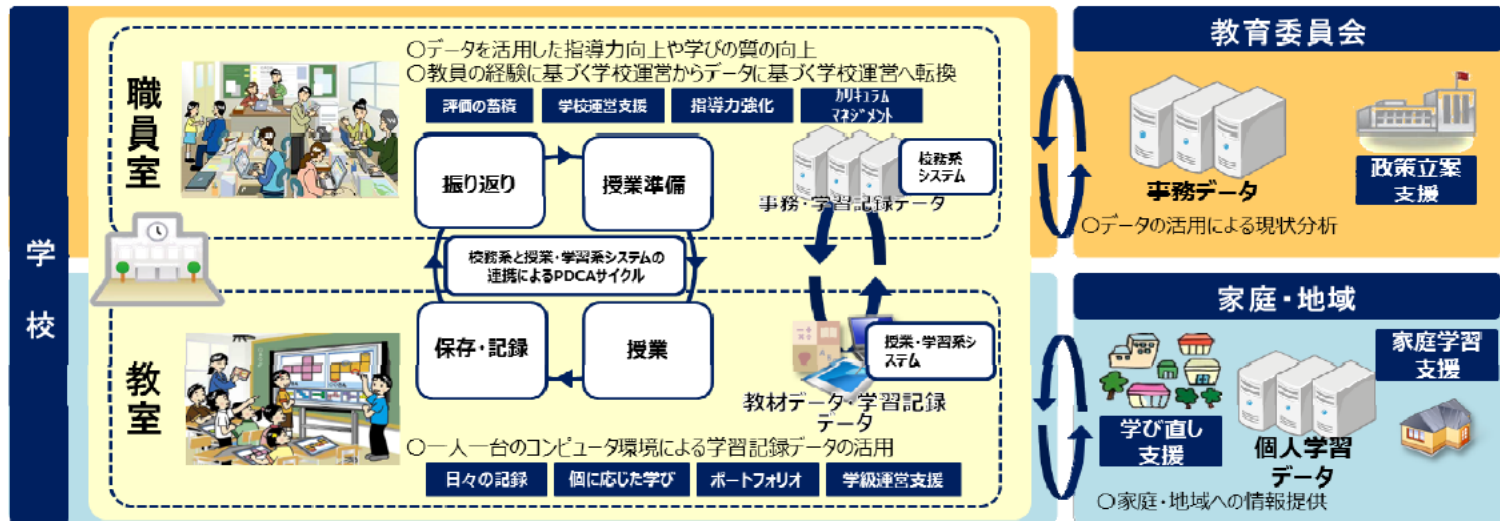 学校
職員室
○データを活用した指導力向上や学びの質の向上
○教員の経験に基づく学校運営からデータに基づく学校運営へ転換
評価の蓄積
学校運営支援
指導力強化
カリキュラム
マネジメント
振り返り
授業準備
校務系
システム
事務・学習記録データ
校務系と授業・学習系システムの
連携によるPDCAサイクル
教室
保存・記録
授業
授業・学習系シ
ステム
教材データ・学習記録
データ
○一人一台のコンピュータ環境による学習記録データの活用
日々の記録
個に応じた学び
ポートフォリオ
学級運営支援
教育委員会
事務データ
政策立案
支援
○データの活用による現状分析
家庭・地域
学び直し
支援
個人学習
データ
家庭学習
支援
○家庭・地域への情報提供